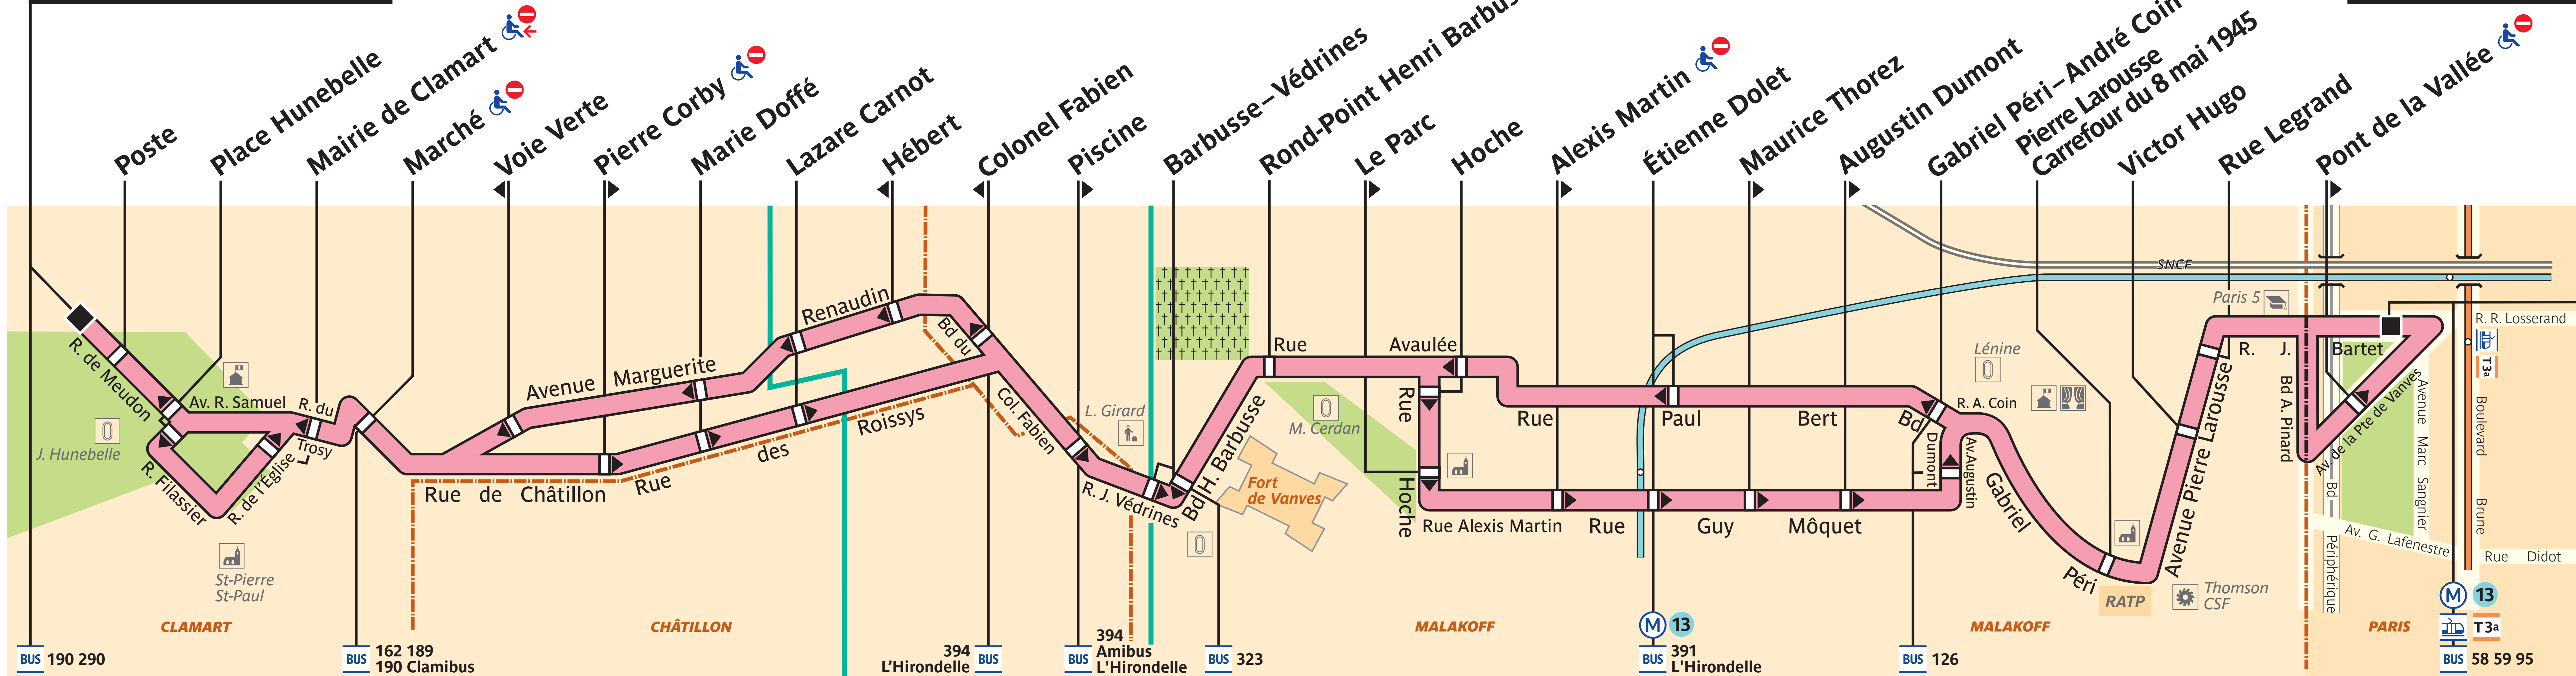 Poste
Place Hunebelle
Mairie de Clamart
Marché
Voie Verte
Pierre Corby
Marie Doffé
Lazare Carnot
Hébert
Colonel Fabien
Piscine
Barbusse–Védrines
Rond-Point Henri Barbus
Le Parc
Hoche
Alexis Martin
Étienne Dolet
Maurice Thorez
Augustin Dumont
Gabriel Péri–André Coin
Pierre Larousse
Carrefour du 8 mai 1945
Victor Hugo
Rue Legrand
Pont de la Vallée
R. de Meudon
Av. R. Samuel
R. du
Trosy
R. Filassier
R. de l'Église
J. Hunebelle
St-Pierre
St-Paul
Avenue Marguerite
Renaudin
Rue de Châtillon
Rue
des
Roissys
Bd du
Col. Fabien
L. Girard
R. J. Védrines
Bd H. Barbusse
Fort
de Vanves
M. Cerdan
Rue
Avaulée
Rue
Hoche
Rue Alexis Martin
Rue
Guy
Môquet
Rue
Paul
Bert
Bd
Dumont
Av. Augustin
R. A. Coin
Lénine
Gabriel
Péri
RATP
Thomson
CSF
Avenue Pierre Larousse
SNCF
Paris 5
R. J.
Bartet
Bd A. Pinard
Av. de la Pte de Vanves
R. R. Losserand
T3a
Avenue Marc Sangnier
Boulevard
Brune
Bd
Périphérique
Av. G. Lafenestre
Rue Didot
CLAMART
CHÂTILLON
MALAKOFF
MALAKOFF
PARIS
BUS 190 290
BUS 162 189
190 Clamibus
394
L’Hirondelle BUS
BUS 394
Amibus
L'Hirondelle
BUS 323
M 13
BUS 391
L'Hirondelle
BUS 126
M 13
T3a
BUS 58 59 95